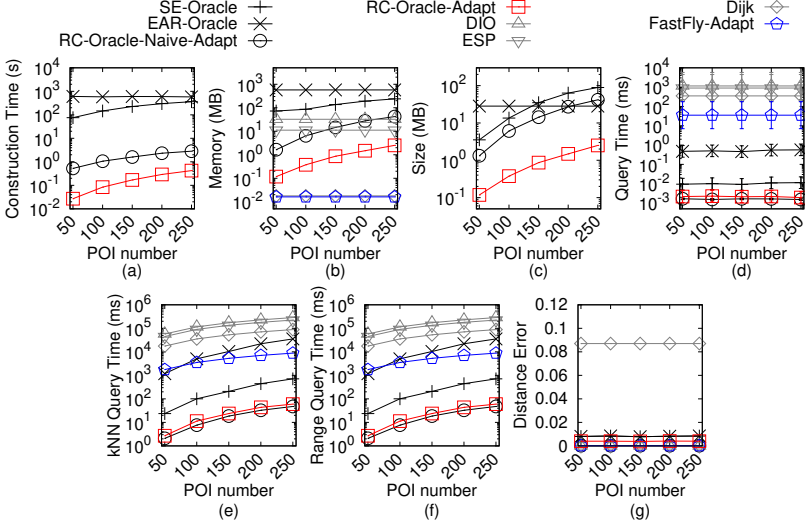 SE-Oracle
EAR-Oracle
RC-Oracle-Naive-Adapt
RC-Oracle-Adapt
DIO
ESP
Dijk
FastFly-Adapt
Construction Time (s)
10^4
10^3
10^2
10^1
10^0
10^-1
10^-2
50 100 150 200 250
POI number
(a)
Memory (MB)
10^4
10^3
10^2
10^1
10^0
10^-1
10^-2
50 100 150 200 250
POI number
(b)
Size (MB)
10^2
10^1
10^0
10^-1
50 100 150 200 250
POI number
(c)
Query Time (ms)
10^4
10^3
10^2
10^1
10^0
10^-1
10^-2
10^-3
50 100 150 200 250
POI number
(d)
kNN Query Time (ms)
10^6
10^5
10^4
10^3
10^2
10^1
10^0
50 100 150 200 250
POI number
(e)
Range Query Time (ms)
10^6
10^5
10^4
10^3
10^2
10^1
10^0
50 100 150 200 250
POI number
(f)
Distance Error
0.12
0.1
0.08
0.06
0.04
0.02
0
50 100 150 200 250
POI number
(g)